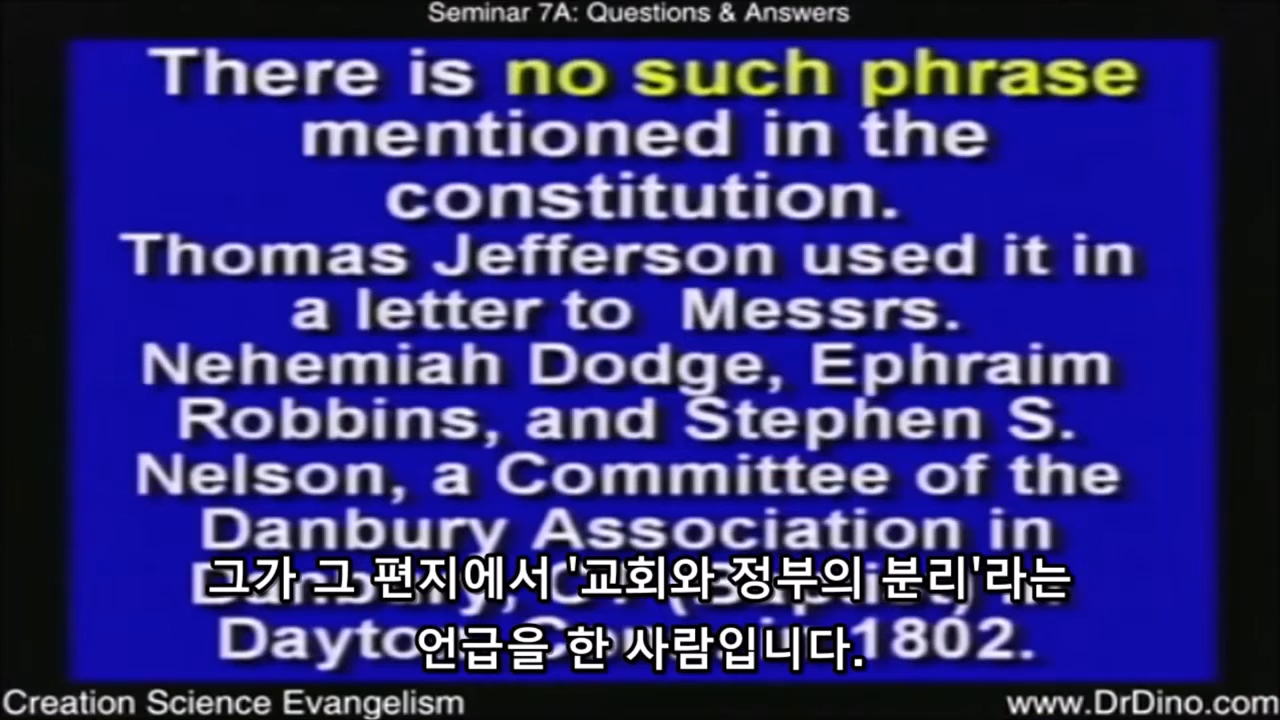 Seminar 7A: Questions & Answers
There is no such phrase
mentioned in the
constitution.
Thomas Jefferson used it in
a letter to Messrs.
Nehemiah Dodge, Ephraim
Robbins, and Stephen S.
Nelson, a Committee of the
Danbury Association in
그가 그 편지에서 '교회와 정부의 분리'라는
언급을 한 사람입니다.
1802.
Creation Science Evangelism
www.DrDino.com